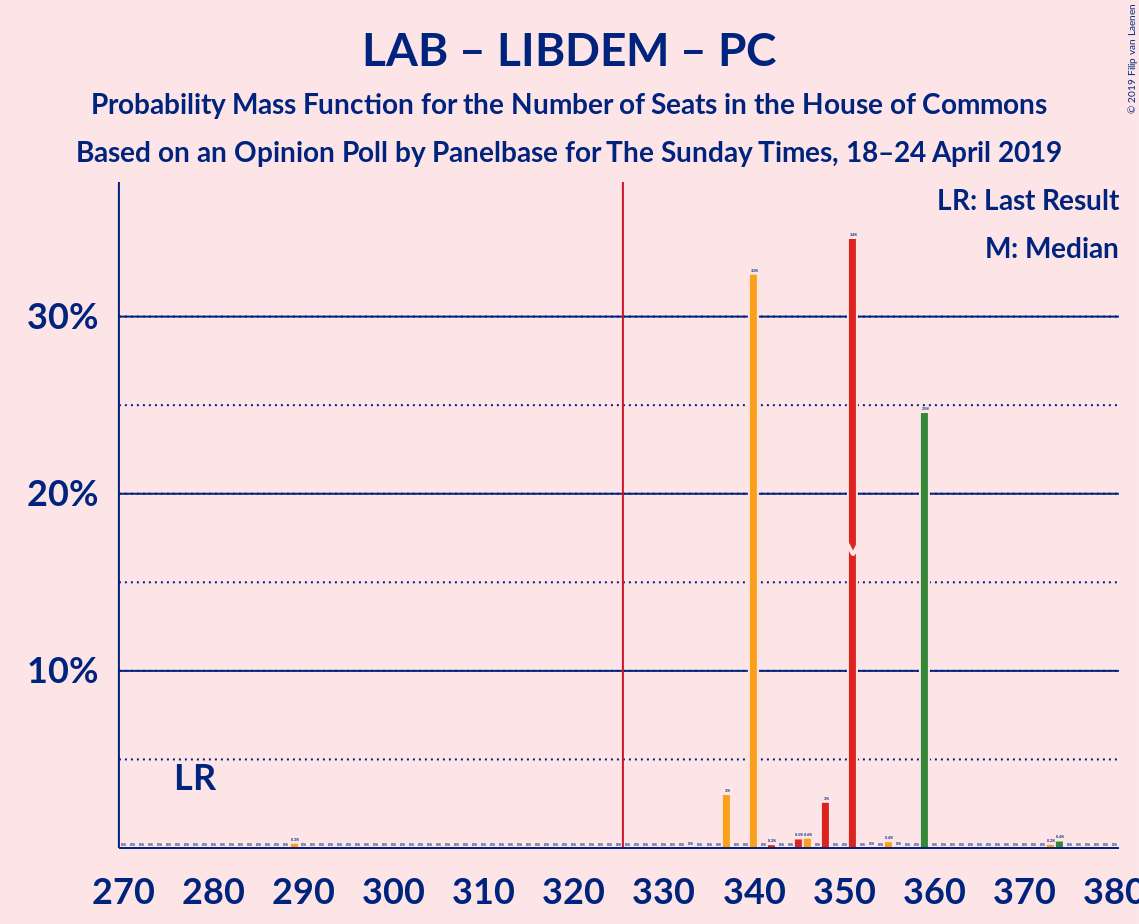 LAB – LIBDEM – PC
Probability Mass Function for the Number of Seats in the House of Commons
Based on an Opinion Poll by Panelbase for The Sunday Times, 18–24 April 2019
© 2019 Filip van Laenen
LR: Last Result
M: Median
30%
20%
10%
LR
M
270 280 290 300 310 320 330 340 350 360 370 380